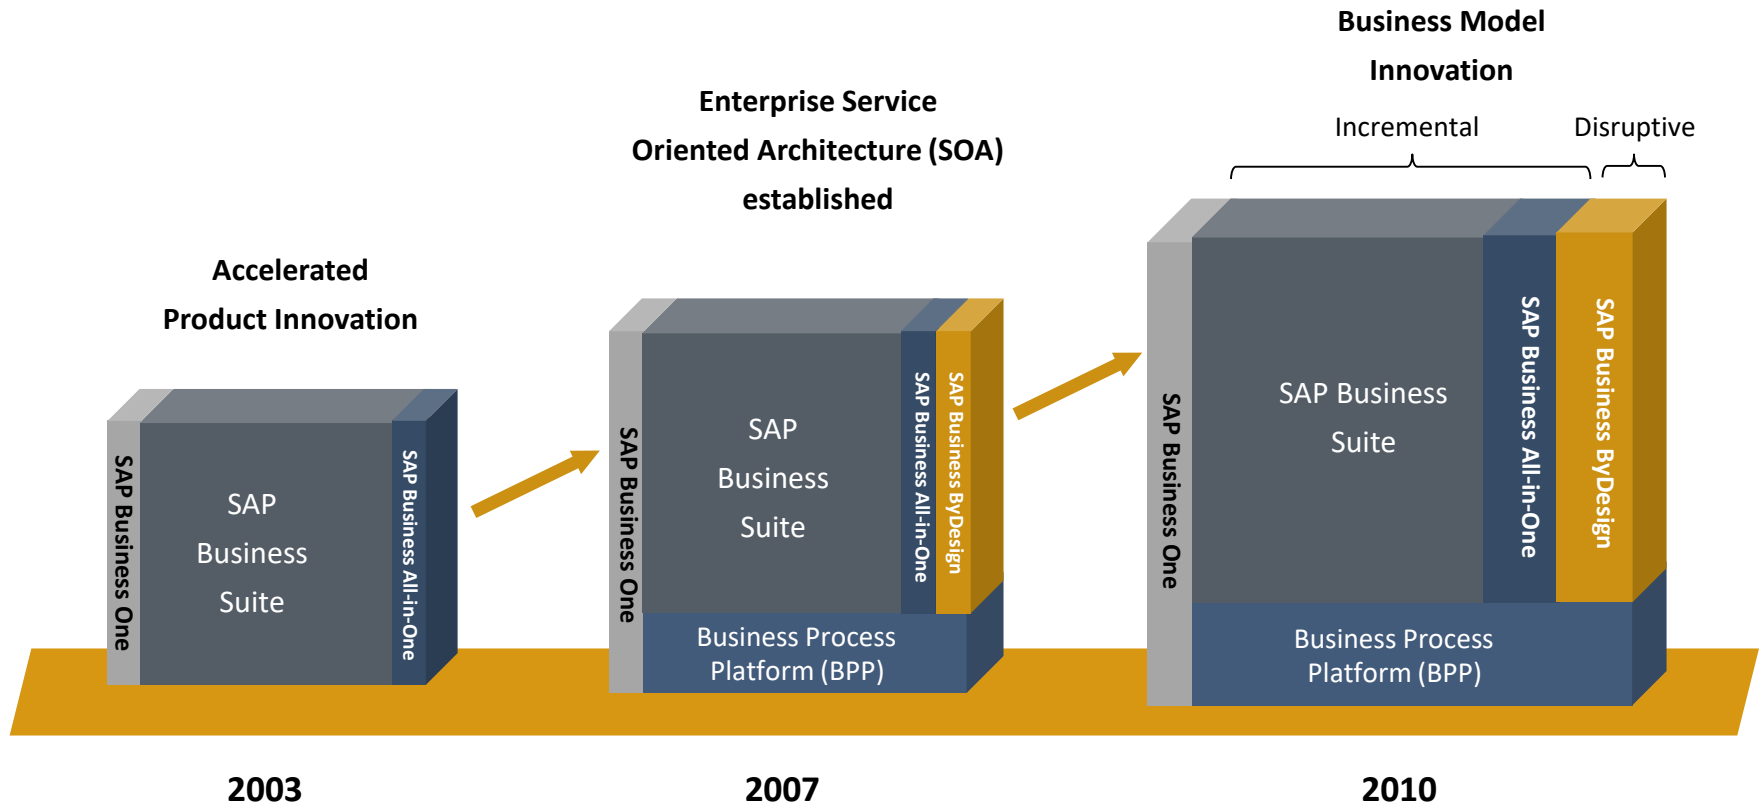 Accelerated
Product Innovation
SAP Business One
SAP
Business
Suite
SAP Business All-in-One
2003
Enterprise Service
Oriented Architecture (SOA)
established
SAP Business One
SAP
Business
Suite
SAP Business All-in-One
SAP Business ByDesign
Business Process
Platform (BPP)
2007
Business Model
Innovation
Incremental
Disruptive
SAP Business One
SAP Business
Suite
SAP Business All-in-One
SAP Business ByDesign
Business Process
Platform (BPP)
2010